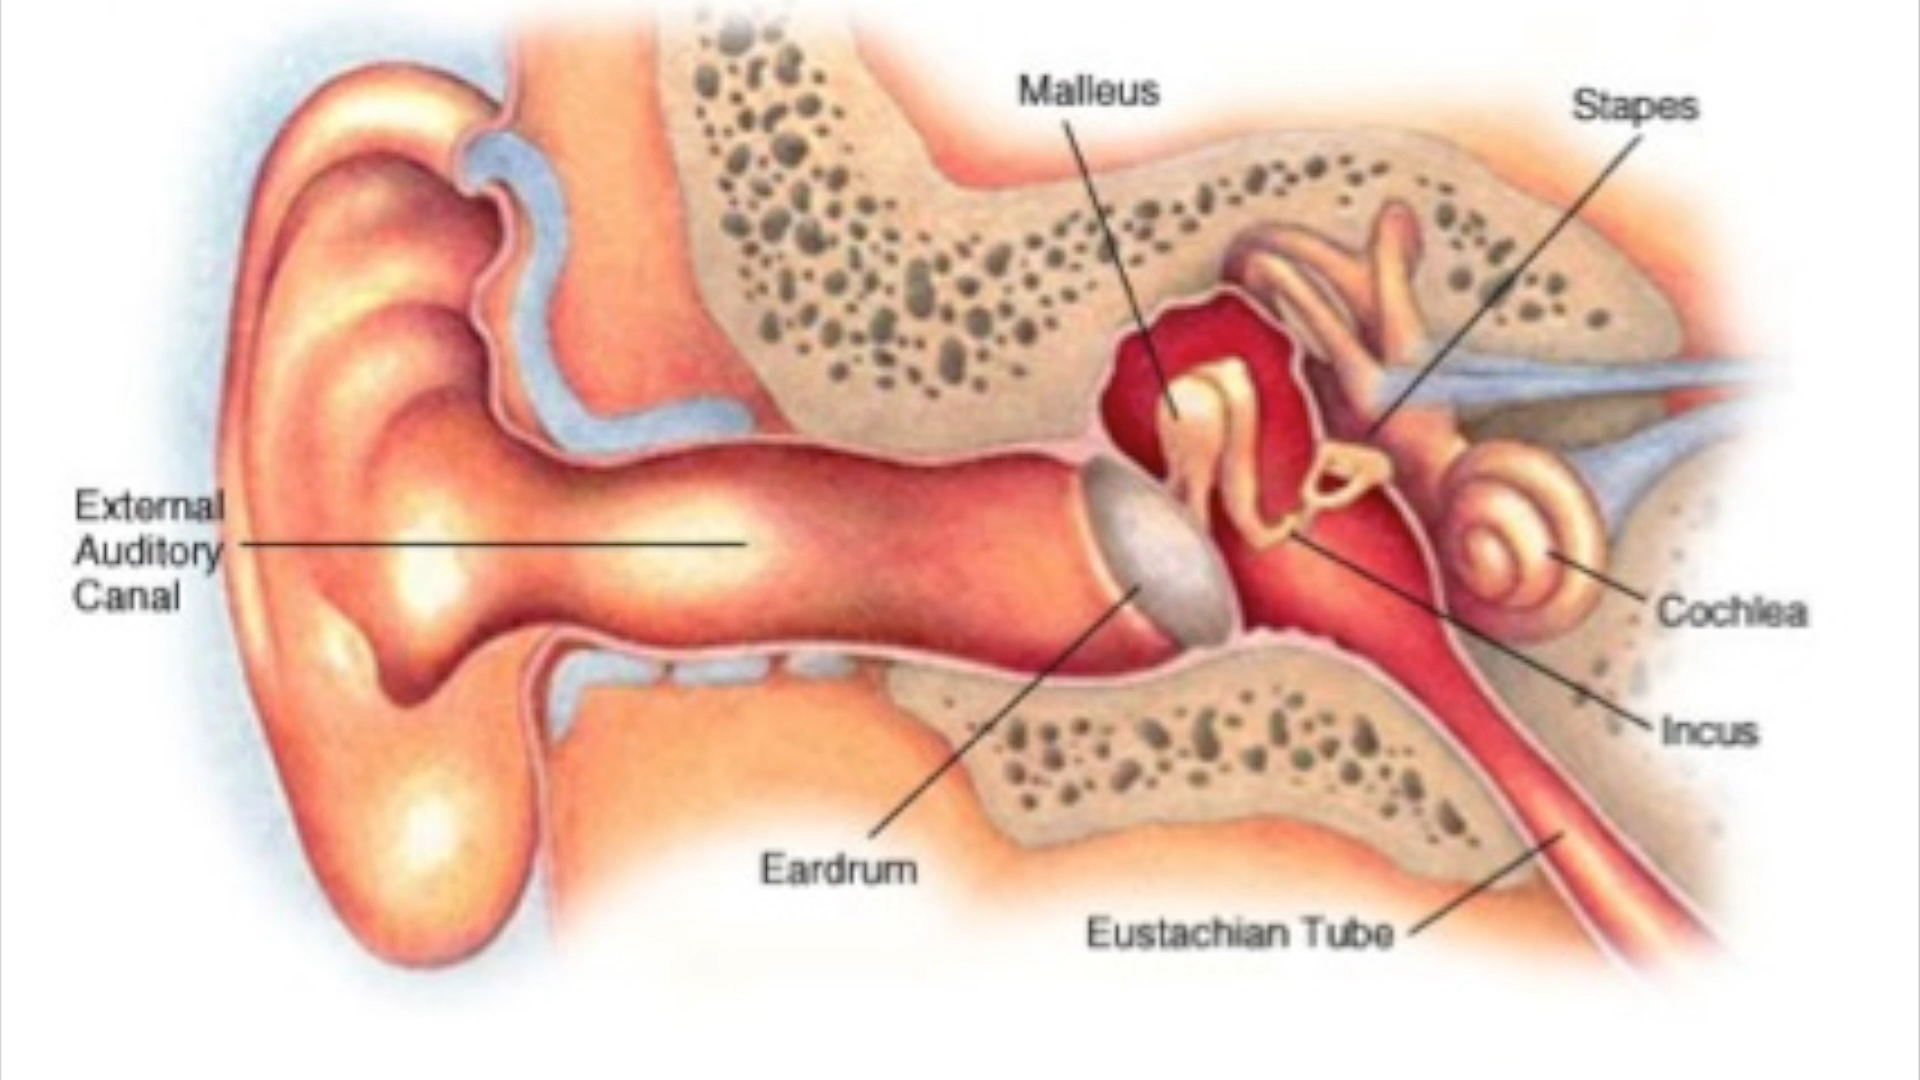 Malleus
Stapes
External
Auditory
Canal
Cochlea
Incus
Eardrum
Eustachian Tube